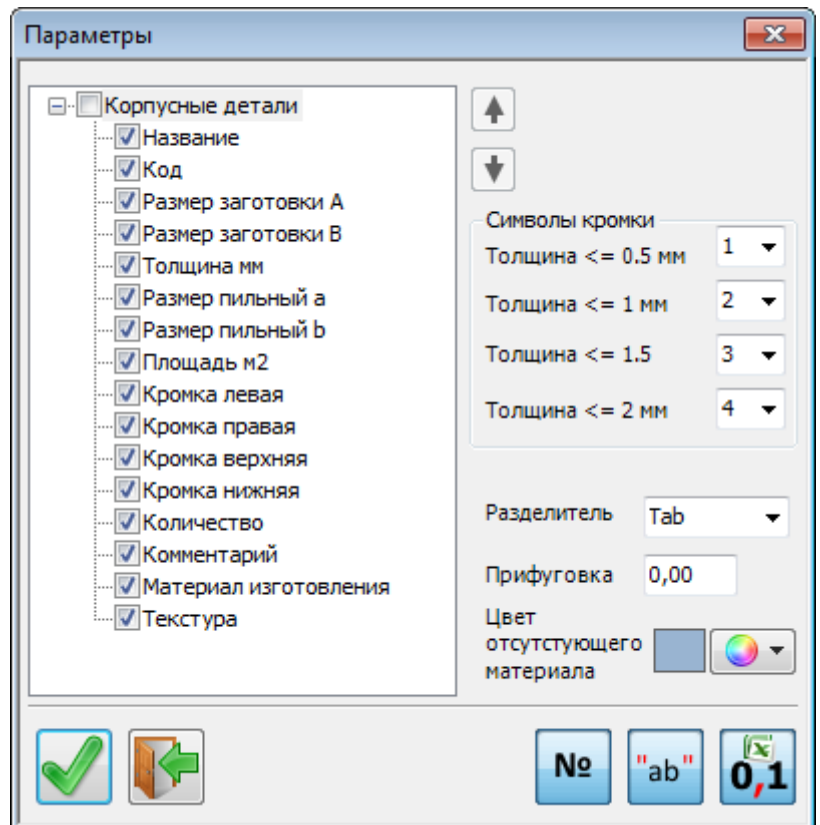 Параметры
Корпусные детали
Название
Код
Размер заготовки A
Размер заготовки B
Толщина мм
Размер пильный a
Размер пильный b
Площадь м2
Кромка левая
Кромка правая
Кромка верхняя
Кромка нижняя
Количество
Комментарий
Материал изготовления
Текстура
Символы кромки
Толщина <= 0.5 мм 1
Толщина <= 1 мм 2
Толщина <= 1.5 3
Толщина <= 2 мм 4
Разделитель Tab
Прифуговка 0,00
Цвет
отсутстующего
материала
№ "ab" 0,1